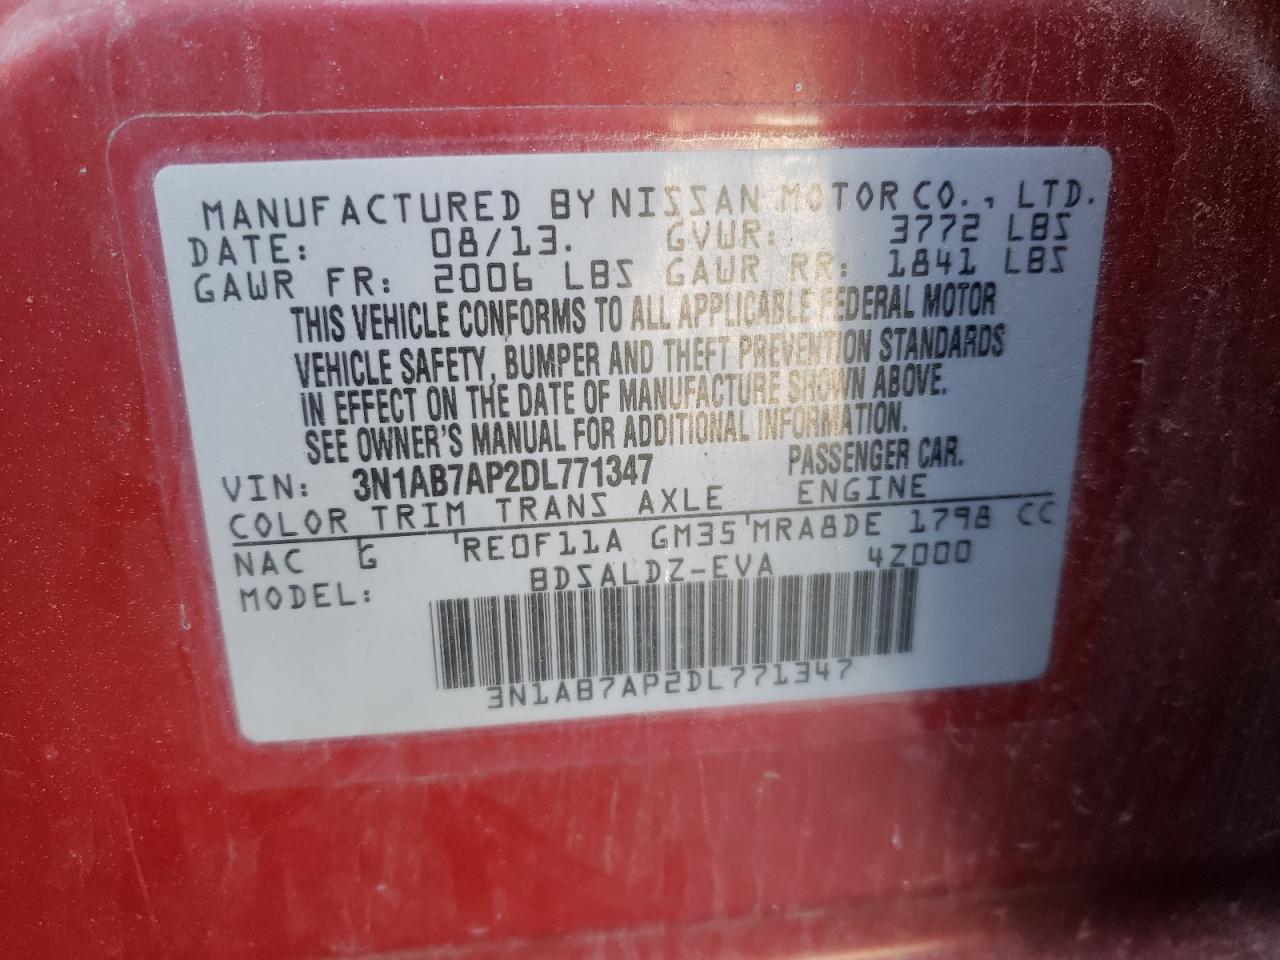 MANUFACTURED BY NISSAN MOTOR CO., LTD.
DATE: 08/13. GVWR: 3772 LBS
GAWR FR: 2006 LBS GAWR RR: 1841 LBS
THIS VEHICLE CONFORMS TO ALL APPLICABLE FEDERAL MOTOR
VEHICLE SAFETY, BUMPER AND THEFT PREVENTION STANDARDS
IN EFFECT ON THE DATE OF MANUFACTURE SHOWN ABOVE.
SEE OWNER'S MANUAL FOR ADDITIONAL INFORMATION.
VIN: 3N1AB7AP2DL771347 PASSENGER CAR.
COLOR TRIM TRANS AXLE ENGINE
NAC G RE0F11A GM35 MRA8DE 1798 CC
MODEL: BDSALDZ-EVA 4Z000
3N1AB7AP2DL771347